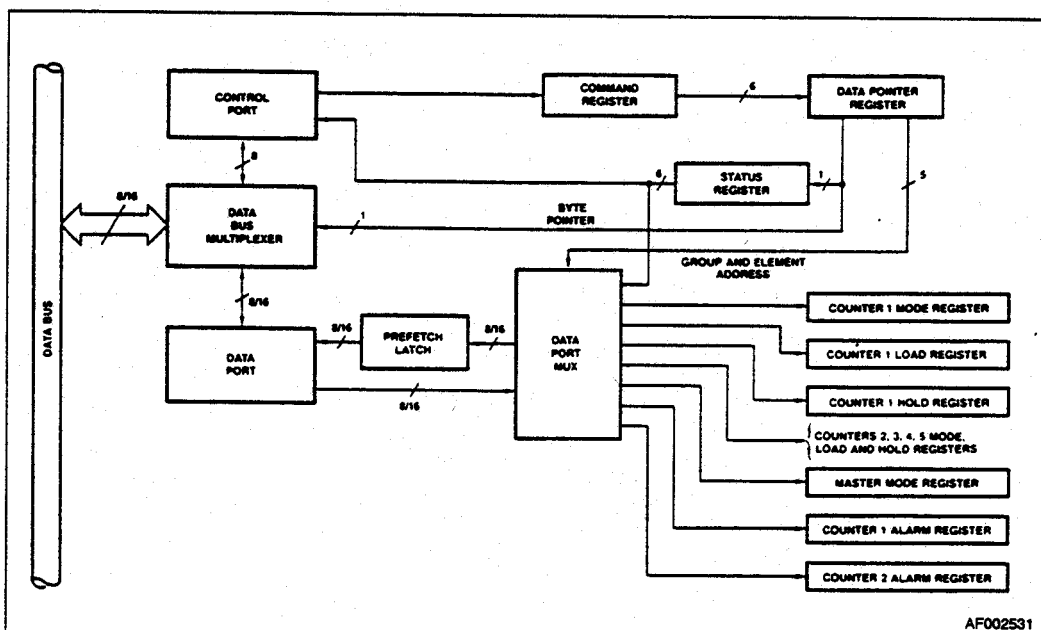 CONTROL
PORT
COMMAND
REGISTER
6
DATA POINTER
REGISTER
8
6
STATUS
REGISTER
1
5
8/16
DATA
BUS
MULTIPLEXER
1
BYTE
POINTER
GROUP AND ELEMENT
ADDRESS
8/16
DATA BUS
DATA
PORT
8/16
PREFETCH
LATCH
8/16
8/16
DATA
PORT
MUX
COUNTER 1 MODE REGISTER
COUNTER 1 LOAD REGISTER
COUNTER 1 HOLD REGISTER
COUNTERS 2, 3, 4, 5 MODE,
LOAD AND HOLD REGISTERS
MASTER MODE REGISTER
COUNTER 1 ALARM REGISTER
COUNTER 2 ALARM REGISTER
AF002531